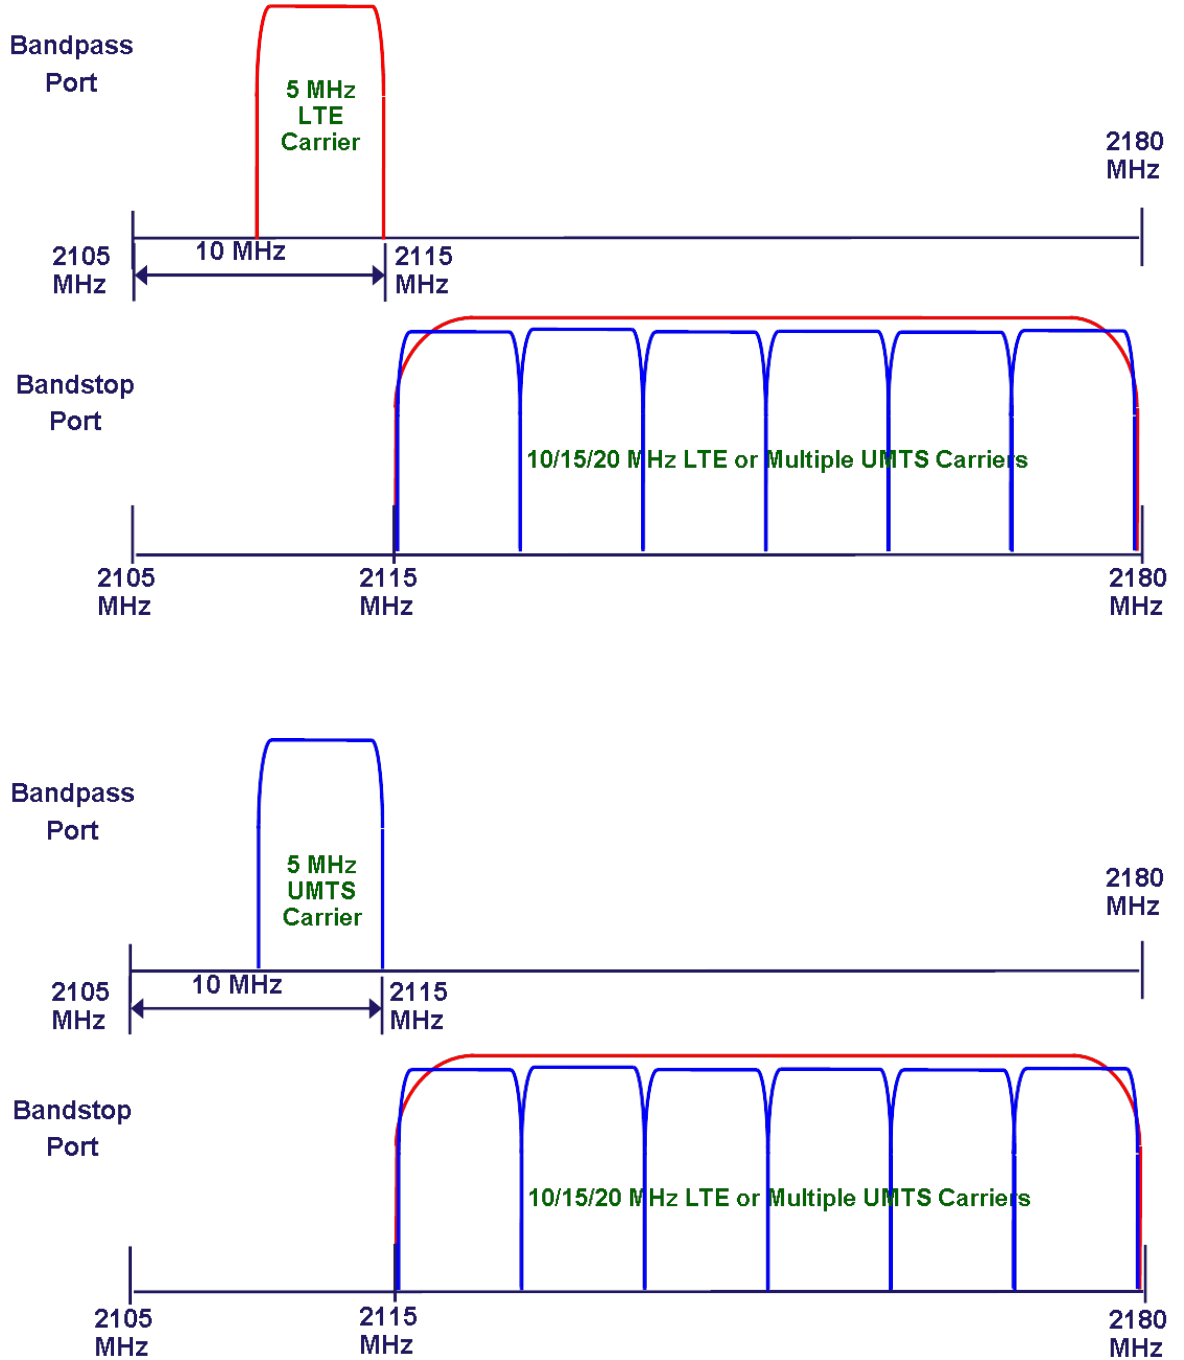 Bandpass
Port
5 MHz
LTE
Carrier
2180
MHz
2105
MHz
10 MHz
2115
MHz
Bandstop
Port
10/15/20 MHz LTE or Multiple UMTS Carriers
2105
MHz
2115
MHz
2180
MHz
Bandpass
Port
5 MHz
UMTS
Carrier
2180
MHz
2105
MHz
10 MHz
2115
MHz
Bandstop
Port
10/15/20 MHz LTE or Multiple UMTS Carriers
2105
MHz
2115
MHz
2180
MHz